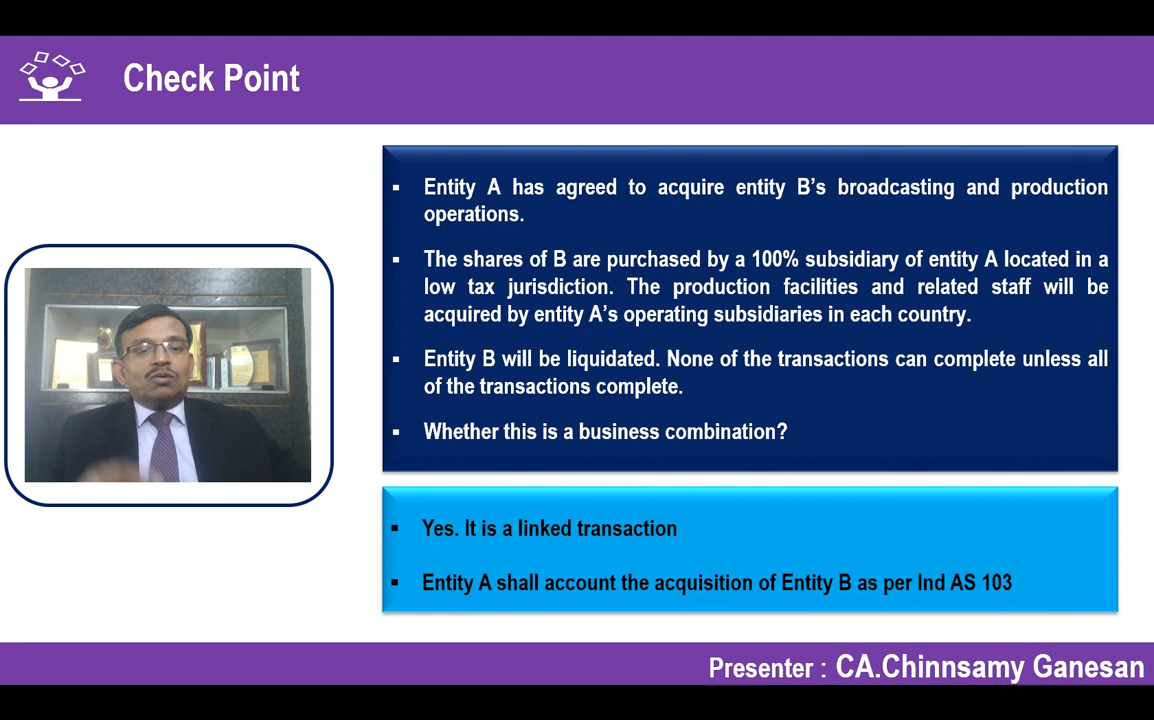 Check Point
▪ Entity A has agreed to acquire entity B’s broadcasting and production
operations.
▪ The shares of B are purchased by a 100% subsidiary of entity A located in a
low tax jurisdiction. The production facilities and related staff will be
acquired by entity A’s operating subsidiaries in each country.
▪ Entity B will be liquidated. None of the transactions can complete unless all
of the transactions complete.
▪ Whether this is a business combination?
▪ Yes. It is a linked transaction
▪ Entity A shall account the acquisition of Entity B as per Ind AS 103
Presenter : CA.Chinnsamy Ganesan